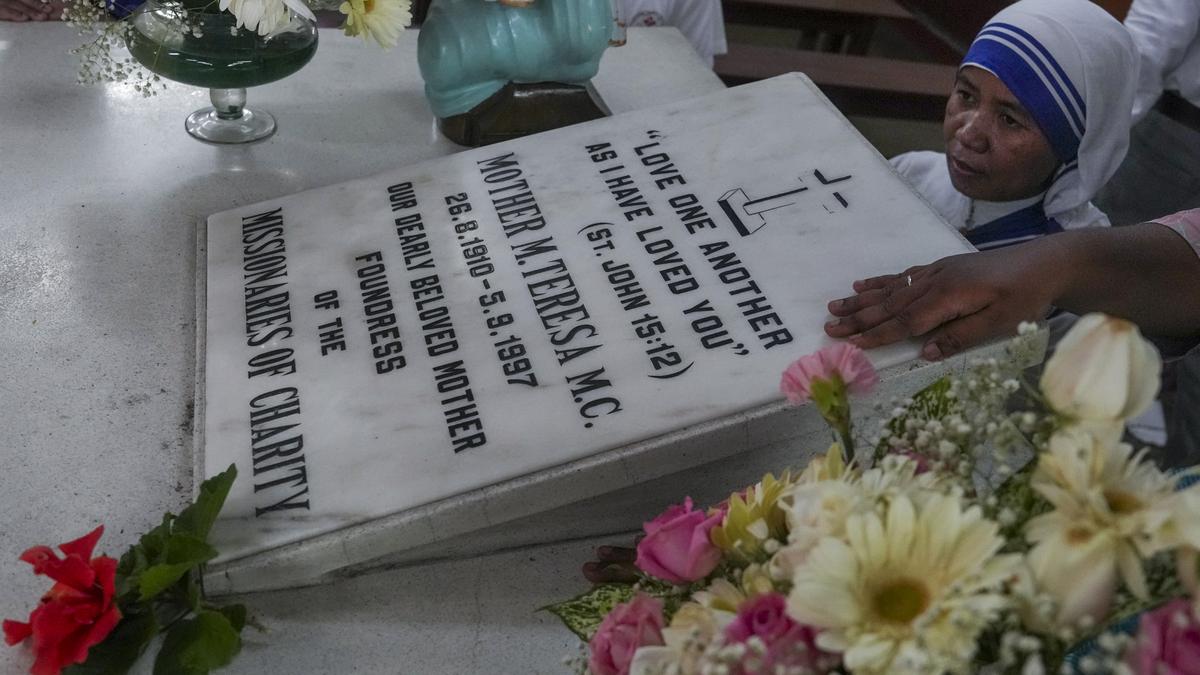 “LOVE ONE ANOTHER
AS I HAVE LOVED YOU”
(ST. JOHN 15:12)
MOTHER M. TERESA M.C.
26.8.1910 – 5.9.1997
OUR DEARLY BELOVED MOTHER
FOUNDRESS
OF THE
MISSIONARIES OF CHARITY